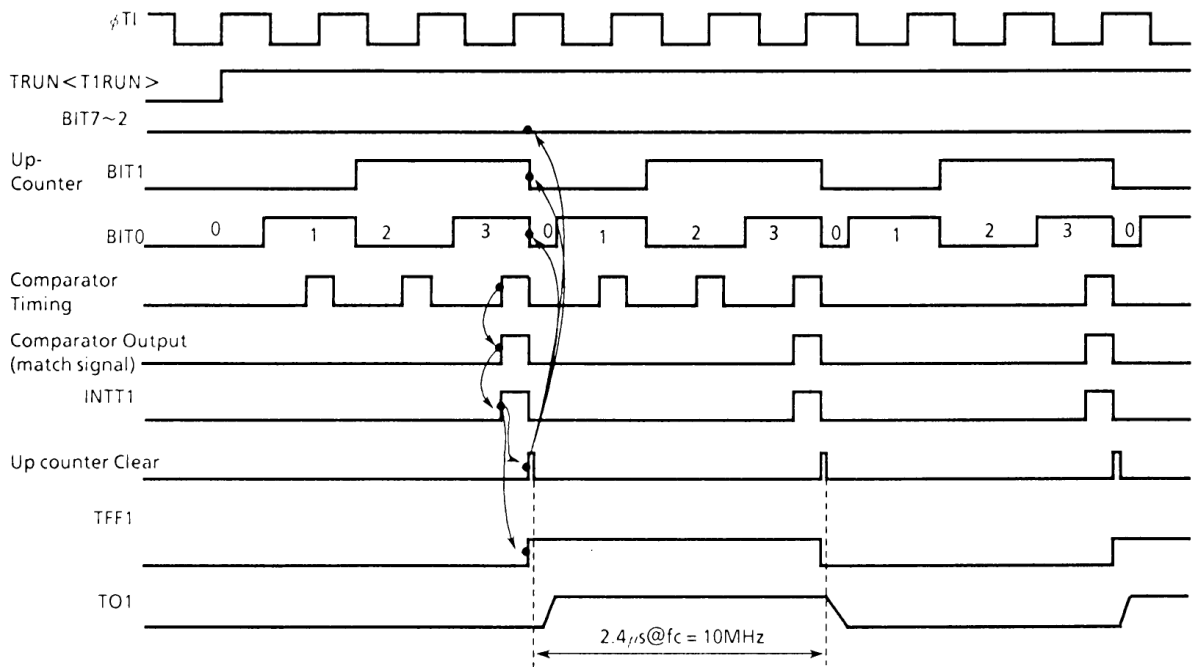 φT1
TRUN<T1RUN>
BIT7~2
Up-
Counter
BIT1
BIT0
0 1 2 3 0 1 2 3 0 1 2 3 0
Comparator
Timing
Comparator Output
(match signal)
INTT1
Up counter Clear
TFF1
TO1
2.4μs@fc = 10MHz